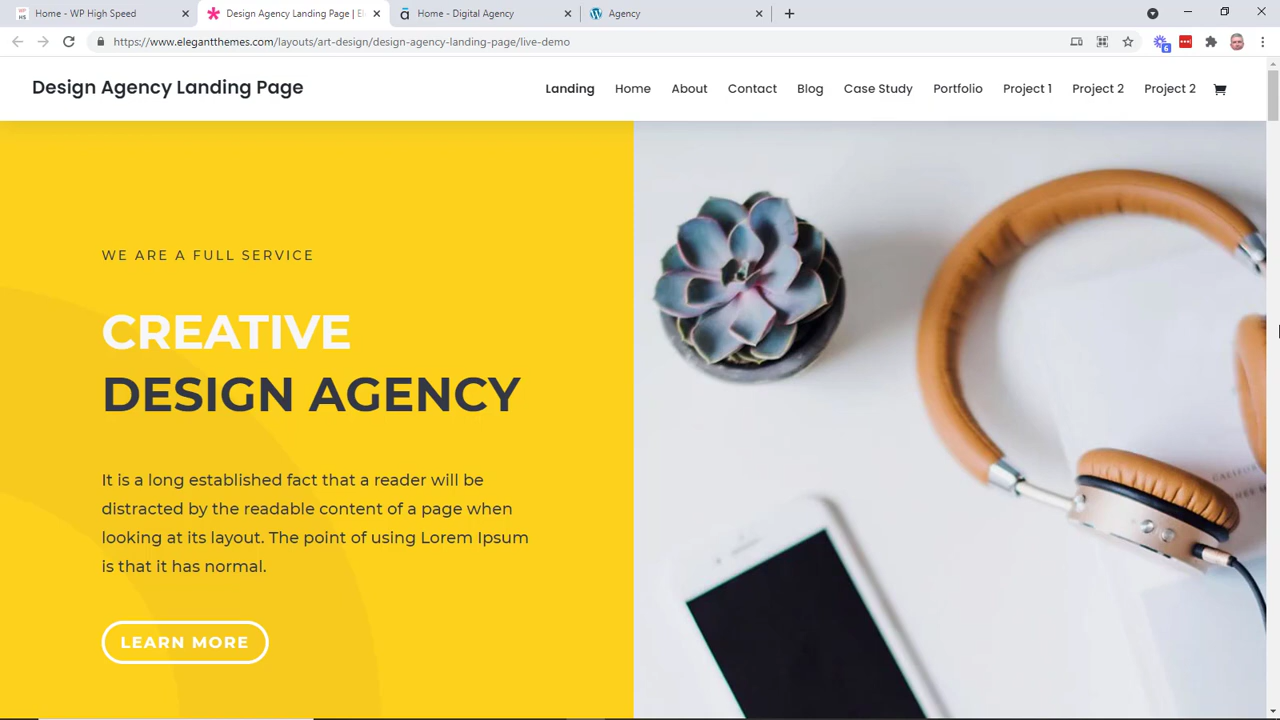 Home - WP High Speed
Design Agency Landing Page | El
Home - Digital Agency
Agency
https://www.elegantthemes.com/layouts/art-design/design-agency-landing-page/live-demo
6
Design Agency Landing Page
Landing Home About Contact Blog Case Study Portfolio Project 1 Project 2 Project 2
WE ARE A FULL SERVICE
CREATIVE
DESIGN AGENCY
It is a long established fact that a reader will be
distracted by the readable content of a page when
looking at its layout. The point of using Lorem Ipsum
is that it has normal.
LEARN MORE